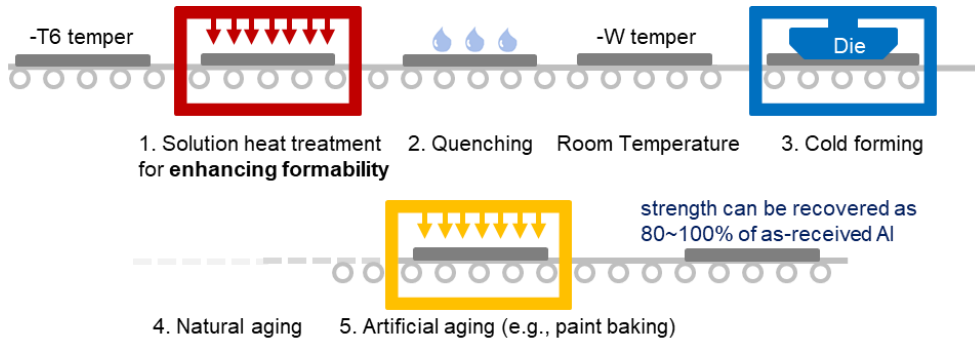 -T6 temper
-W temper
Die
1. Solution heat treatment
for enhancing formability
2. Quenching
Room Temperature
3. Cold forming
strength can be recovered as
80~100% of as-received Al
4. Natural aging
5. Artificial aging (e.g., paint baking)